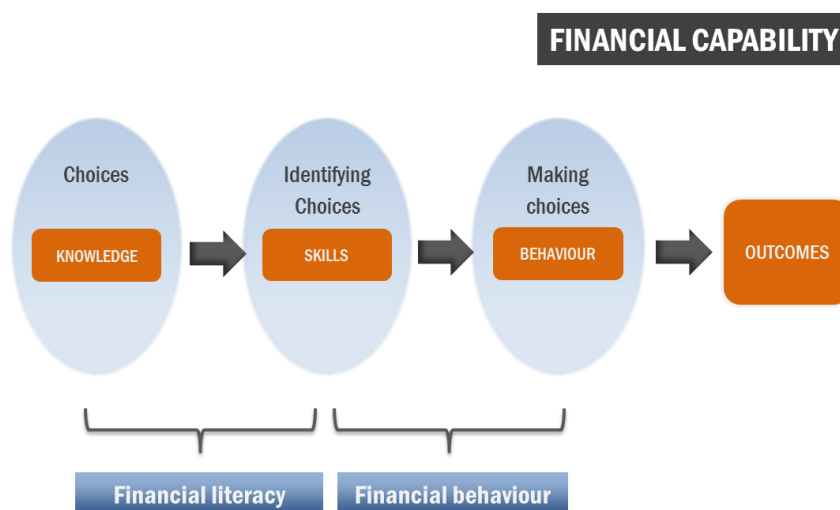 FINANCIAL CAPABILITY
Choices
KNOWLEDGE
Identifying
Choices
SKILLS
Making
choices
BEHAVIOUR
OUTCOMES
Financial literacy
Financial behaviour